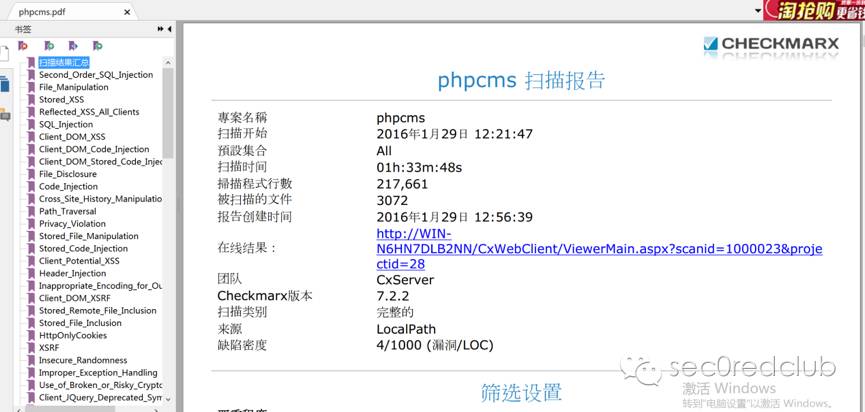 phpcms.pdf
淘抢购 更省钱
书签
扫描结果汇总
Second_Order_SQL_Injection
File_Manipulation
Stored_XSS
Reflected_XSS_All_Clients
SQL_Injection
Client_DOM_XSS
Client_DOM_Code_Injection
Client_DOM_Stored_Code_Injec
File_Disclosure
Code_Injection
Cross_Site_History_Manipulatio
Path_Traversal
Privacy_Violation
Stored_File_Manipulation
Stored_Code_Injection
Client_Potential_XSS
Header_Injection
Inappropriate_Encoding_for_Ou
Client_DOM_XSRF
Stored_Remote_File_Inclusion
Stored_File_Inclusion
HttpOnlyCookies
XSRF
Insecure_Randomness
Improper_Exception_Handling
Use_of_Broken_or_Risky_Crypto
Client_JQuery_Deprecated_Sym
CHECKMARX
phpcms 扫描报告
專案名稱 phpcms
扫描开始 2016年1月29日 12:21:47
預設集合 All
扫描时间 01h:33m:48s
掃描程式行數 217,661
被扫描的文件 3072
报告创建时间 2016年1月29日 12:56:39
在线结果: http://WIN-
N6HN7DLB2NN/CxWebClient/ViewerMain.aspx?scanid=1000023&proje
ctid=28
团队 CxServer
Checkmarx版本 7.2.2
扫描类别 完整的
来源 LocalPath
缺陷密度 4/1000 (漏洞/LOC)
筛选设置
sec0redclub
激活 Windows
转到"电脑设置"以激活 Windows。